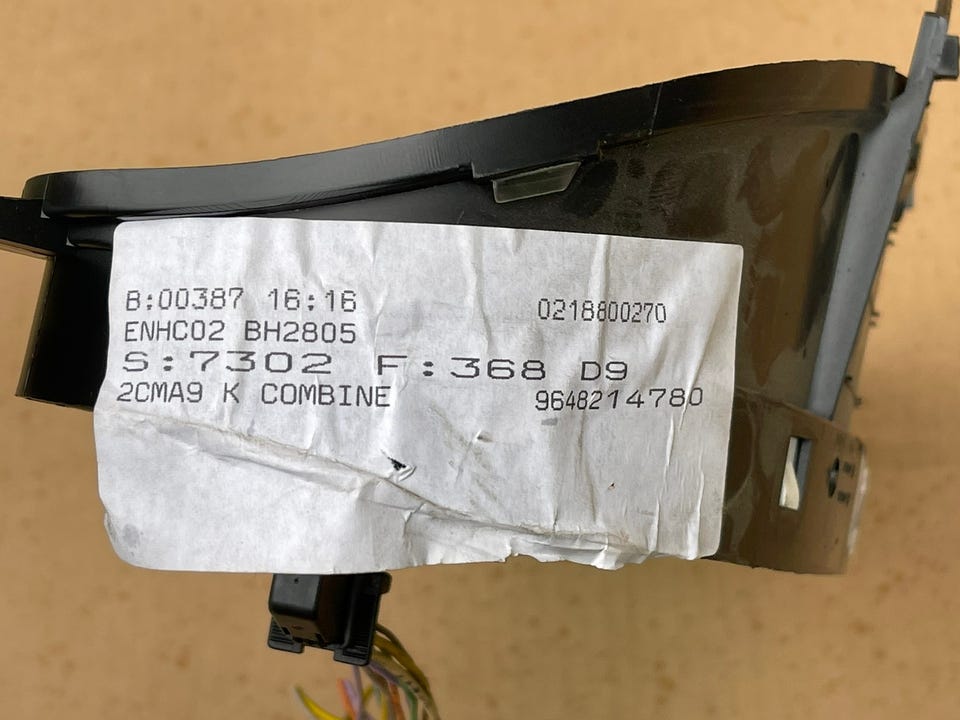 B:00387 16:16 0218800270
ENHC02 BH2805
S:7302 F:368 D9
2CMA9 K COMBINE 9648214780